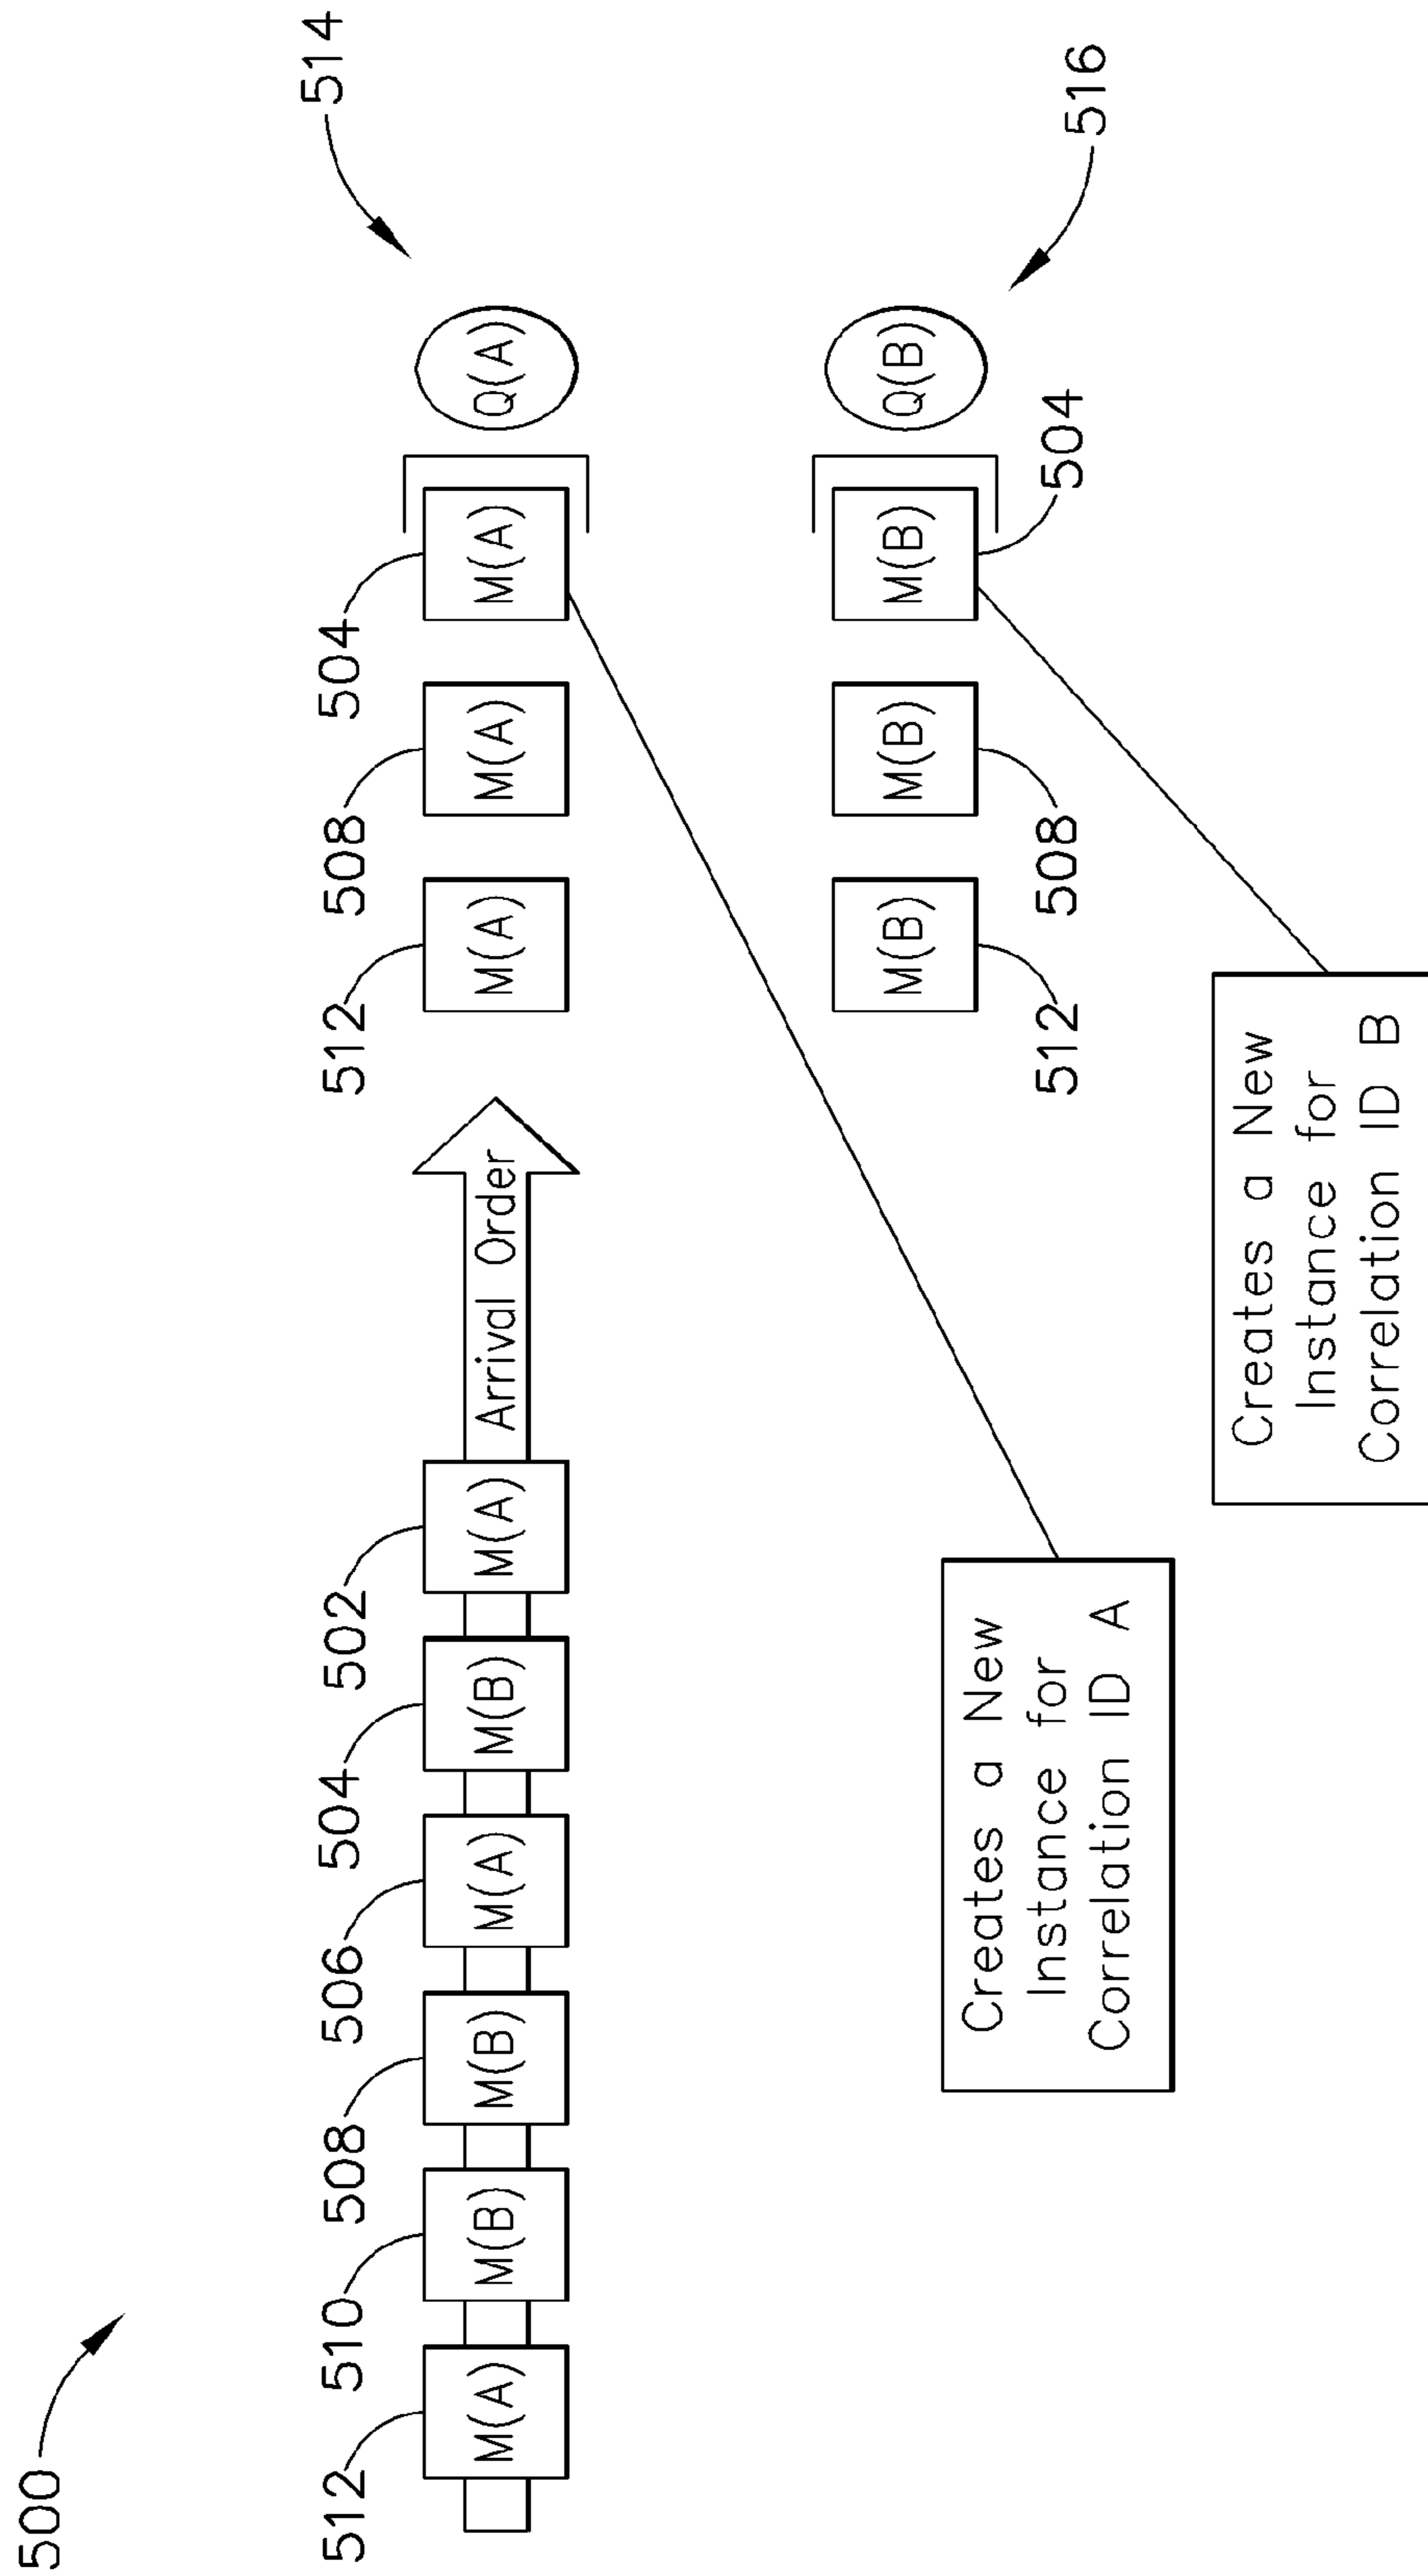 500
514
512
510
508
506
504
502
512
508
504
M(A)
M(B)
M(B)
M(A)
M(B)
M(A)
Arrival Order
M(A)
M(A)
M(A)
Q(A)
M(B)
M(B)
M(B)
Q(B)
512
508
504
516
Creates a New
Instance for
Correlation ID A
Creates a New
Instance for
Correlation ID B